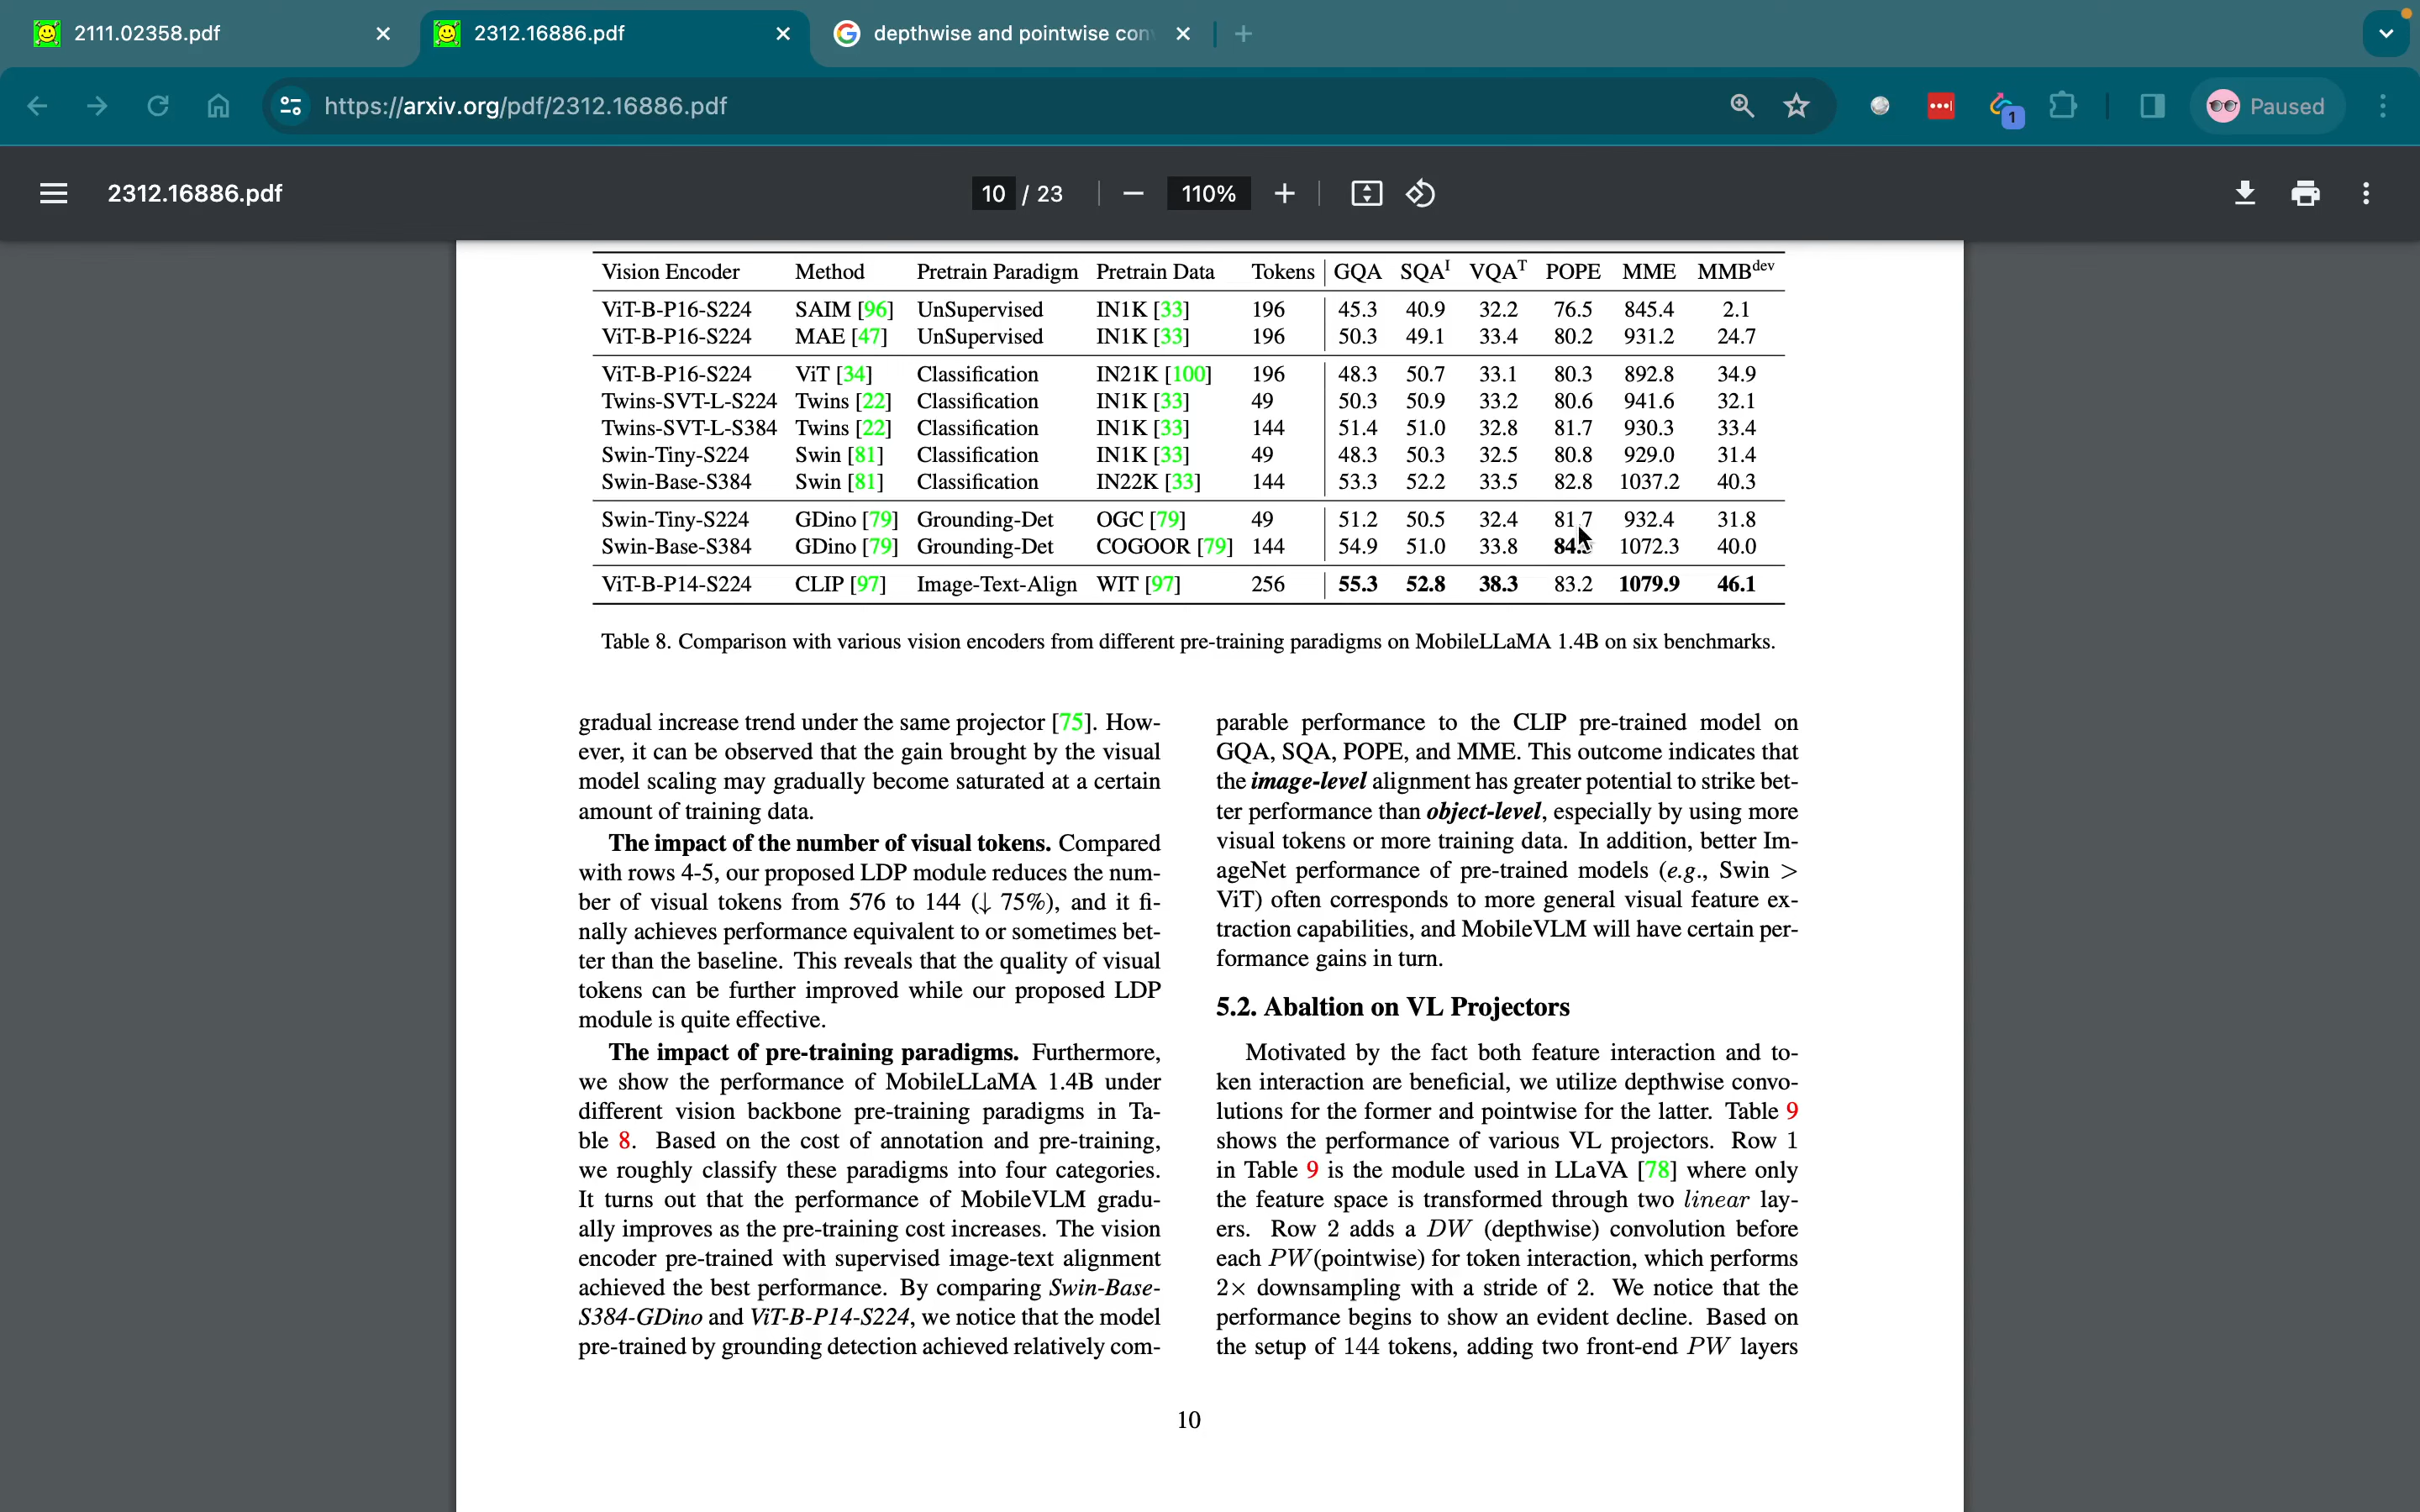 2111.02358.pdf
2312.16886.pdf
depthwise and pointwise con
https://arxiv.org/pdf/2312.16886.pdf
1
Paused
2312.16886.pdf
10 / 23
110%
Vision Encoder Method Pretrain Paradigm Pretrain Data Tokens GQA SQAᴵ VQAᵀ POPE MME MMBᵈᵉᵛ
ViT-B-P16-S224 SAIM [96] UnSupervised IN1K [33] 196 45.3 40.9 32.2 76.5 845.4 2.1
ViT-B-P16-S224 MAE [47] UnSupervised IN1K [33] 196 50.3 49.1 33.4 80.2 931.2 24.7
ViT-B-P16-S224 ViT [34] Classification IN21K [100] 196 48.3 50.7 33.1 80.3 892.8 34.9
Twins-SVT-L-S224 Twins [22] Classification IN1K [33] 49 50.3 50.9 33.2 80.6 941.6 32.1
Twins-SVT-L-S384 Twins [22] Classification IN1K [33] 144 51.4 51.0 32.8 81.7 930.3 33.4
Swin-Tiny-S224 Swin [81] Classification IN1K [33] 49 48.3 50.3 32.5 80.8 929.0 31.4
Swin-Base-S384 Swin [81] Classification IN22K [33] 144 53.3 52.2 33.5 82.8 1037.2 40.3
Swin-Tiny-S224 GDino [79] Grounding-Det OGC [79] 49 51.2 50.5 32.4 81.7 932.4 31.8
Swin-Base-S384 GDino [79] Grounding-Det COGOOR [79] 144 54.9 51.0 33.8 1072.3 40.0
ViT-B-P14-S224 CLIP [97] Image-Text-Align WIT [97] 256 55.3 52.8 38.3 83.2 1079.9 46.1
Table 8. Comparison with various vision encoders from different pre-training paradigms on MobileLLaMA 1.4B on six benchmarks.
gradual increase trend under the same projector [75]. How-
ever, it can be observed that the gain brought by the visual
model scaling may gradually become saturated at a certain
amount of training data.
The impact of the number of visual tokens. Compared
with rows 4-5, our proposed LDP module reduces the num-
ber of visual tokens from 576 to 144 (↓ 75%), and it fi-
nally achieves performance equivalent to or sometimes bet-
ter than the baseline. This reveals that the quality of visual
tokens can be further improved while our proposed LDP
module is quite effective.
The impact of pre-training paradigms. Furthermore,
we show the performance of MobileLLaMA 1.4B under
different vision backbone pre-training paradigms in Ta-
ble 8. Based on the cost of annotation and pre-training,
we roughly classify these paradigms into four categories.
It turns out that the performance of MobileVLM gradu-
ally improves as the pre-training cost increases. The vision
encoder pre-trained with supervised image-text alignment
achieved the best performance. By comparing Swin-Base-
S384-GDino and ViT-B-P14-S224, we notice that the model
pre-trained by grounding detection achieved relatively com-
parable performance to the CLIP pre-trained model on
GQA, SQA, POPE, and MME. This outcome indicates that
the image-level alignment has greater potential to strike bet-
ter performance than object-level, especially by using more
visual tokens or more training data. In addition, better Im-
ageNet performance of pre-trained models (e.g., Swin >
ViT) often corresponds to more general visual feature ex-
traction capabilities, and MobileVLM will have certain per-
formance gains in turn.
5.2. Abaltion on VL Projectors
Motivated by the fact both feature interaction and to-
ken interaction are beneficial, we utilize depthwise convo-
lutions for the former and pointwise for the latter. Table 9
shows the performance of various VL projectors. Row 1
in Table 9 is the module used in LLaVA [78] where only
the feature space is transformed through two linear lay-
ers. Row 2 adds a DW (depthwise) convolution before
each PW(pointwise) for token interaction, which performs
2× downsampling with a stride of 2. We notice that the
performance begins to show an evident decline. Based on
the setup of 144 tokens, adding two front-end PW layers
10